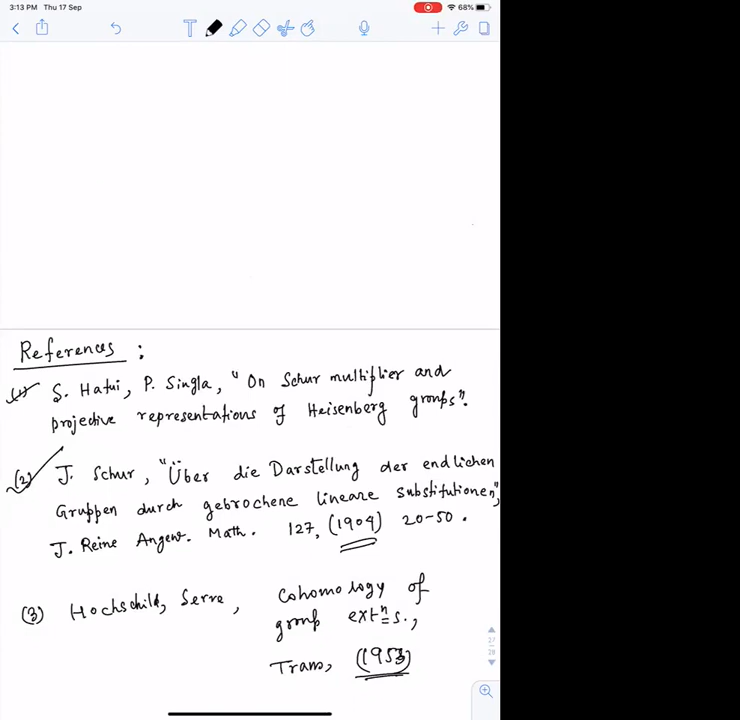 3:13 PM Thu 17 Sep
68%
References :
(1) S. Hatui, P. Singla, "On Schur multiplier and
projective representations of Heisenberg groups".
(2) J. Schur, "Über die Darstellung der endlichen
Gruppen durch gebrochene lineare substitutionen",
J. Reine Angew. Math. 127, (1904) 20-50.
(3) Hochschild, Serre, Cohomology of
group extns.,
Trans, (1953)
27
28